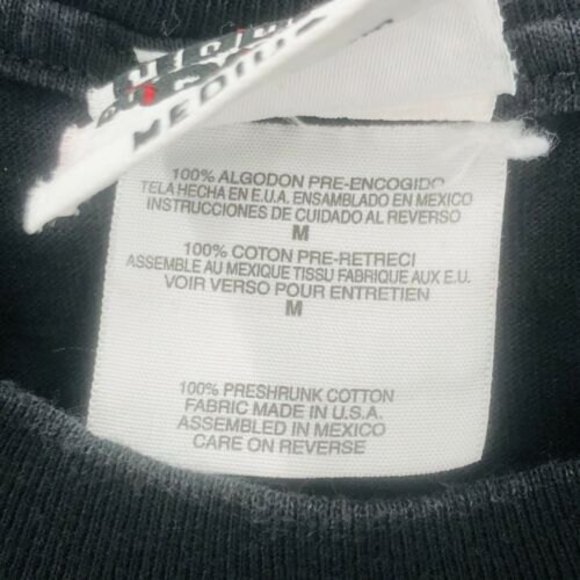 MEDIUM
100% ALGODON PRE-ENCOGIDO
TELA HECHA EN E.U.A. ENSAMBLADO EN MEXICO
INSTRUCCIONES DE CUIDADO AL REVERSO
M
100% COTON PRE-RETRECI
ASSEMBLE AU MEXIQUE TISSU FABRIQUE AUX E.U.
VOIR VERSO POUR ENTRETIEN
M
100% PRESHRUNK COTTON
FABRIC MADE IN U.S.A.
ASSEMBLED IN MEXICO
CARE ON REVERSE